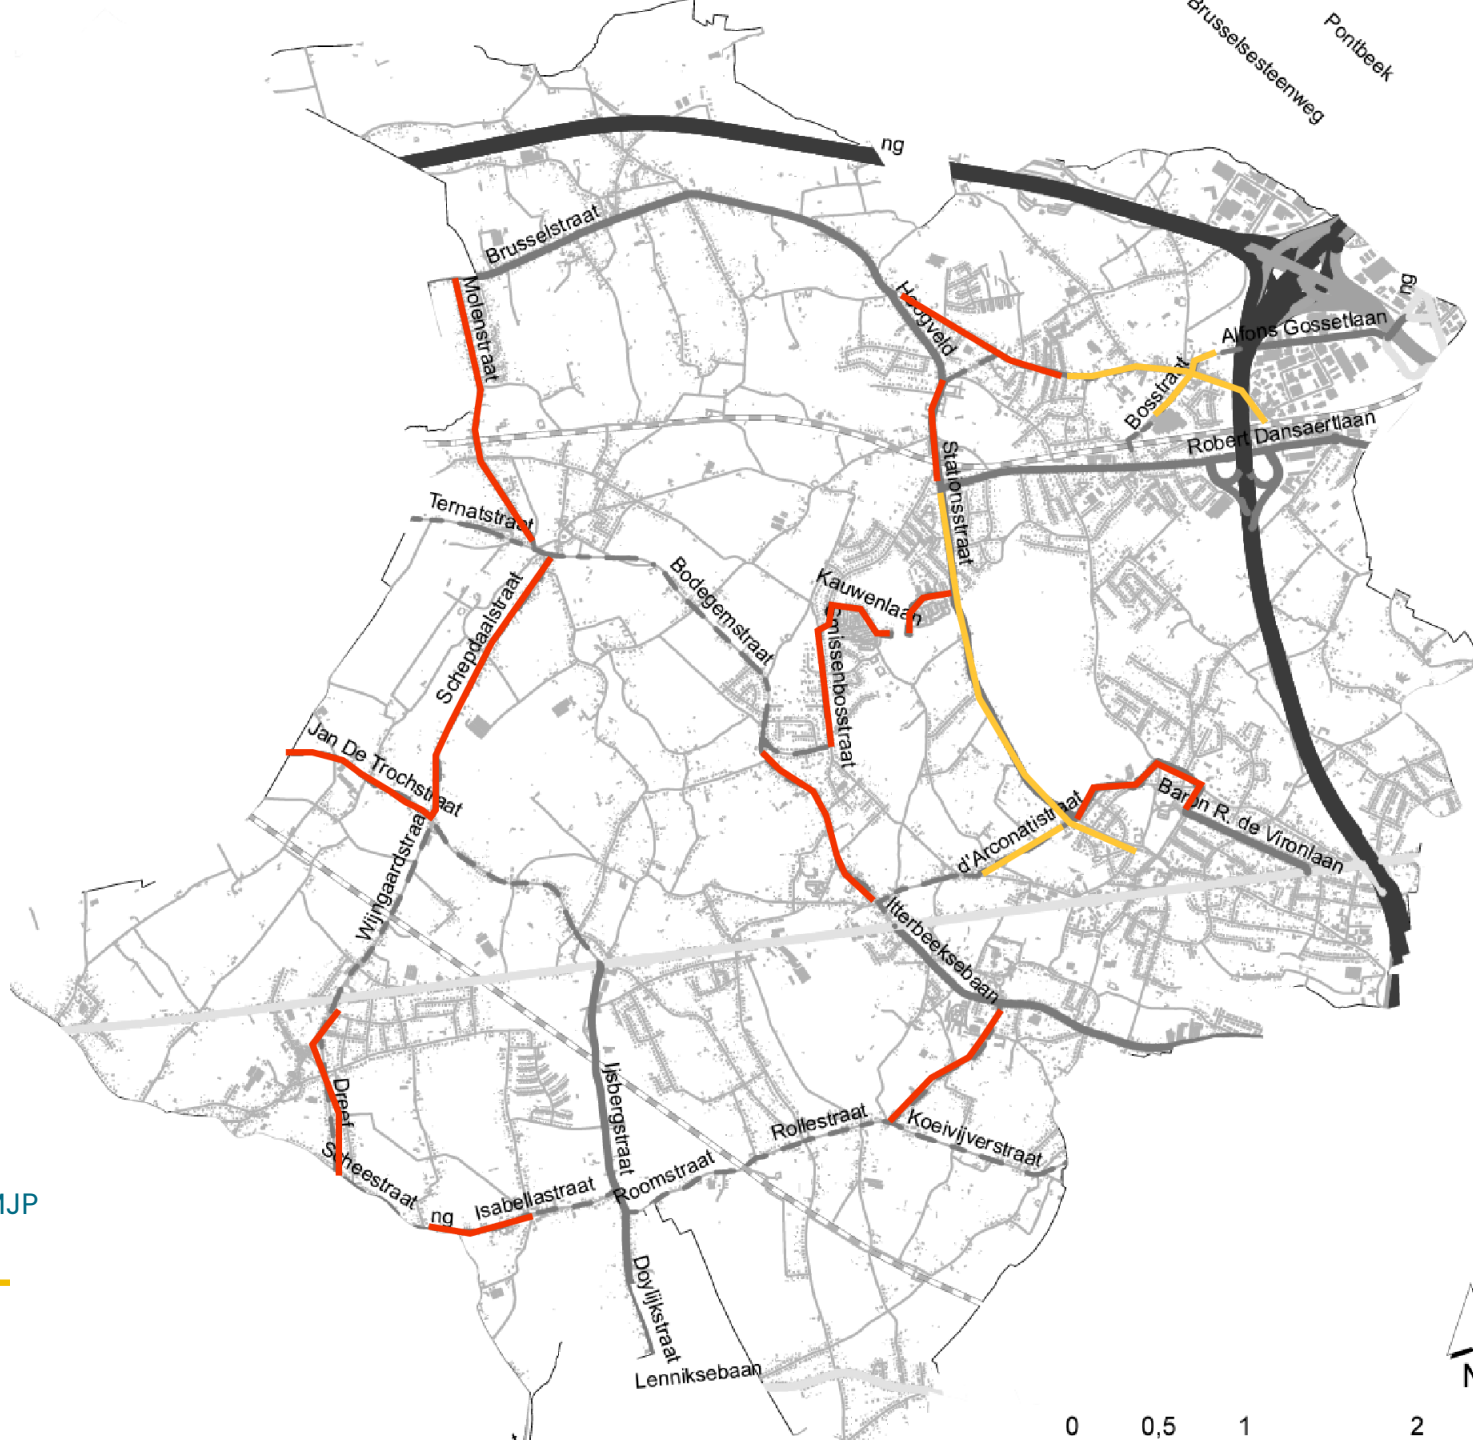 Brusselsesteenweg
Pontbeek
ng
Brusselstraat
Molenstraat
Hoogveld
ng
Alfons Gossetlaan
Bosstraat
Robert Dansaertlaan
Stationsstraat
Ternatstraat
Bodegemstraat
Kauwenlaan
Schepdaalstraat
Smissenbosstraat
Jan De Trochstraat
Baron R. de Vironlaan
d'Arconatistraat
Wijngaardstraat
Itterbeeksebaan
Ijsbergstraat
Dreef
Rollestraat
Koeivijverstraat
Scheestraat
Roomstraat
Isabellastraat
ng
MJP
Doylijkstraat
Lenniksebaan
0 0,5 1 2